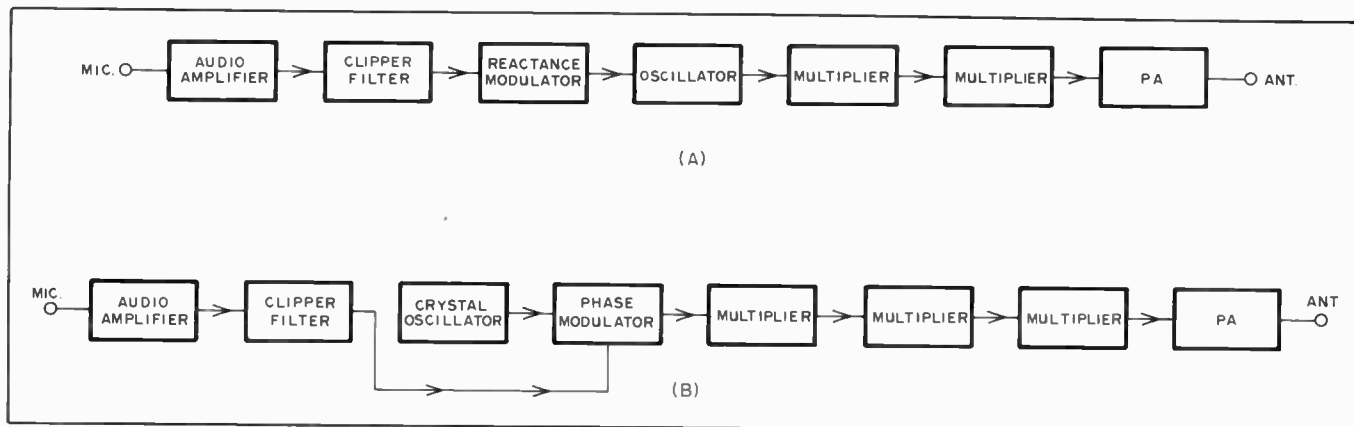 MIC.
AUDIO
AMPLIFIER
CLIPPER
FILTER
REACTANCE
MODULATOR
OSCILLATOR
MULTIPLIER
MULTIPLIER
PA
ANT.
(A)
MIC.
AUDIO
AMPLIFIER
CLIPPER
FILTER
CRYSTAL
OSCILLATOR
PHASE
MODULATOR
MULTIPLIER
MULTIPLIER
MULTIPLIER
PA
ANT
(B)